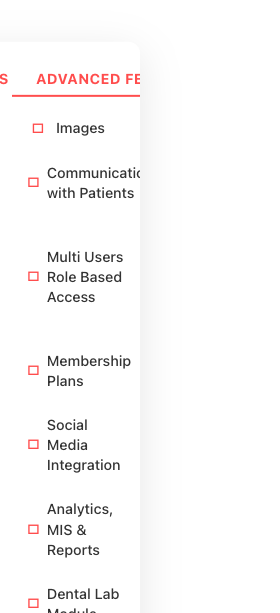 S ADVANCED FE
Images
Communicatio
with Patients
Multi Users
Role Based
Access
Membership
Plans
Social
Media
Integration
Analytics,
MIS &
Reports
Dental Lab
Module